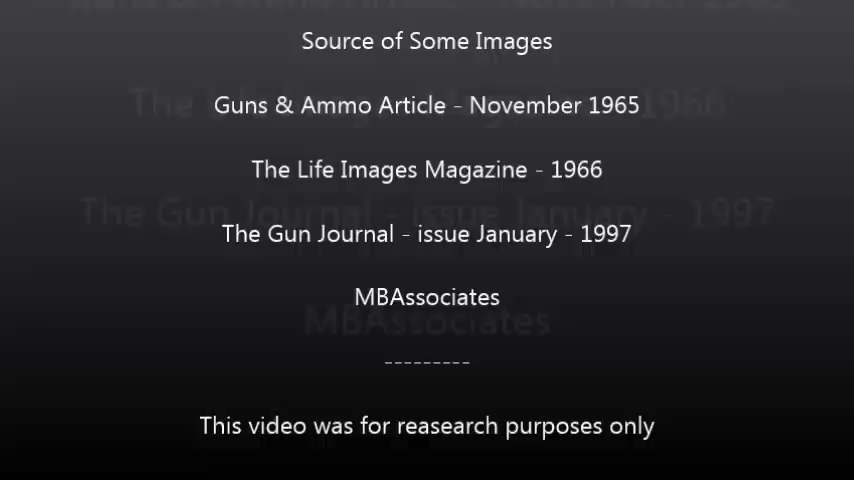 Source of Some Images
Guns & Ammo Article - November 1965
The Life Images Magazine - 1966
The Gun Journal - issue January - 1997
MBAssociates
---------
This video was for reasearch purposes only